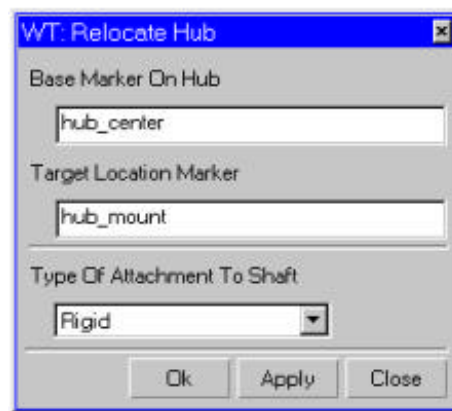 WT: Relocate Hub
Base Marker On Hub
hub_center
Target Location Marker
hub_mount
Type Of Attachment To Shaft
Rigid
Ok Apply Close